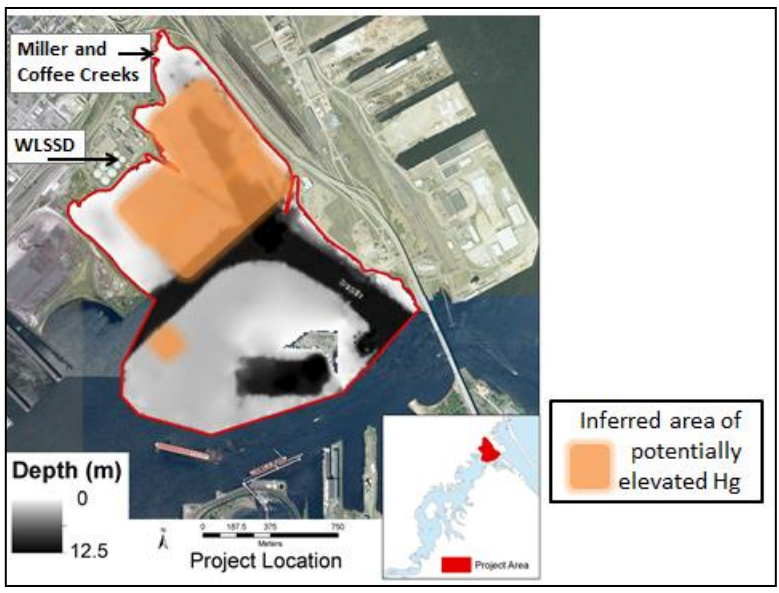 Miller and
Coffee Creeks
WLSSD
Inferred area of
potentially
elevated Hg
Depth (m)
0
12.5
N
0 187.5 375 750
Meters
Project Location
Project Area